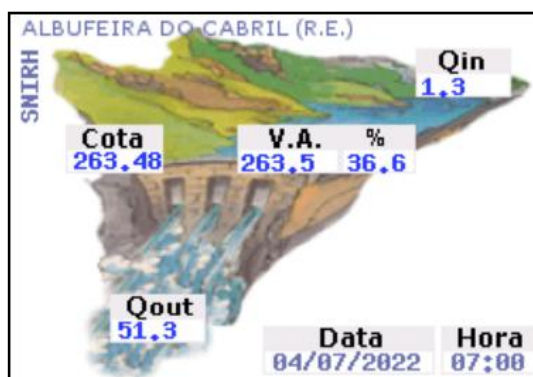 ALBUFEIRA DO CABRIL (R.E.)
SNIRH
Qin
1.3
Cota
263.48
V.A. %
263.5 36.6
Qout
51.3
Data Hora
04/07/2022 07:00